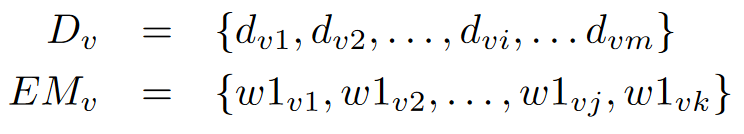 D_v = {d_{v1}, d_{v2}, . . . , d_{vi}, . . . d_{vm}}
EM_v = {w1_{v1}, w1_{v2}, . . . , w1_{vj}, w1_{vk}}